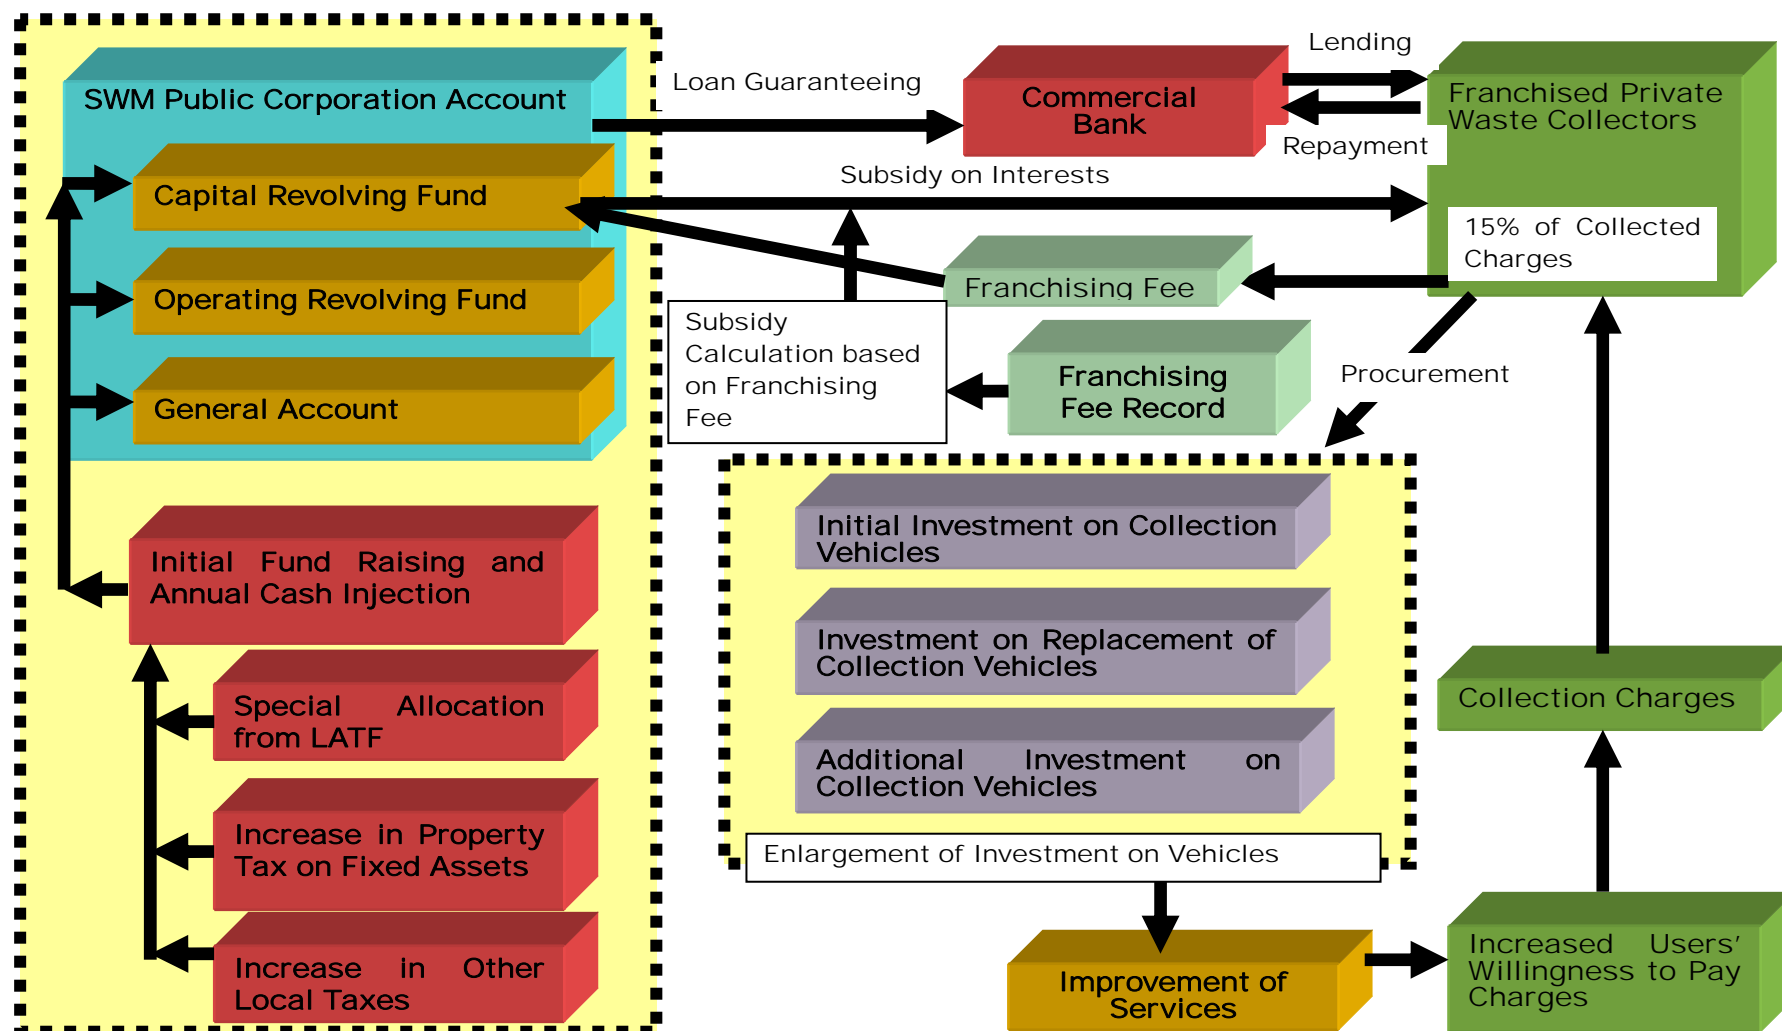 SWM Public Corporation Account
Capital Revolving Fund
Operating Revolving Fund
General Account
Initial Fund Raising and
Annual Cash Injection
Special Allocation
from LATF
Increase in Property
Tax on Fixed Assets
Increase in Other
Local Taxes
Loan Guaranteeing
Commercial
Bank
Lending
Repayment
Franchised Private
Waste Collectors
Subsidy on Interests
15% of Collected
Charges
Franchising Fee
Subsidy
Calculation based
on Franchising
Fee
Franchising
Fee Record
Procurement
Initial Investment on Collection
Vehicles
Investment on Replacement of
Collection Vehicles
Additional Investment on
Collection Vehicles
Enlargement of Investment on Vehicles
Improvement of
Services
Increased Users’
Willingness to Pay
Charges
Collection Charges